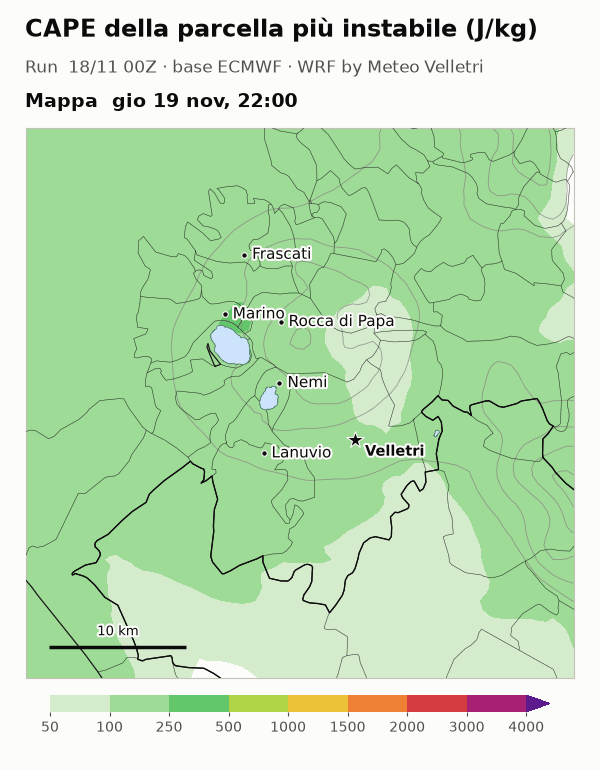 CAPE della parcella più instabile (J/kg)
Run  18/11 00Z · base ECMWF · WRF by Meteo Velletri
Mappa  gio 19 nov, 22:00
Frascati
Marino
Rocca di Papa
Nemi
Velletri
Lanuvio
10 km
50 100 250 500 1000 1500 2000 3000 4000